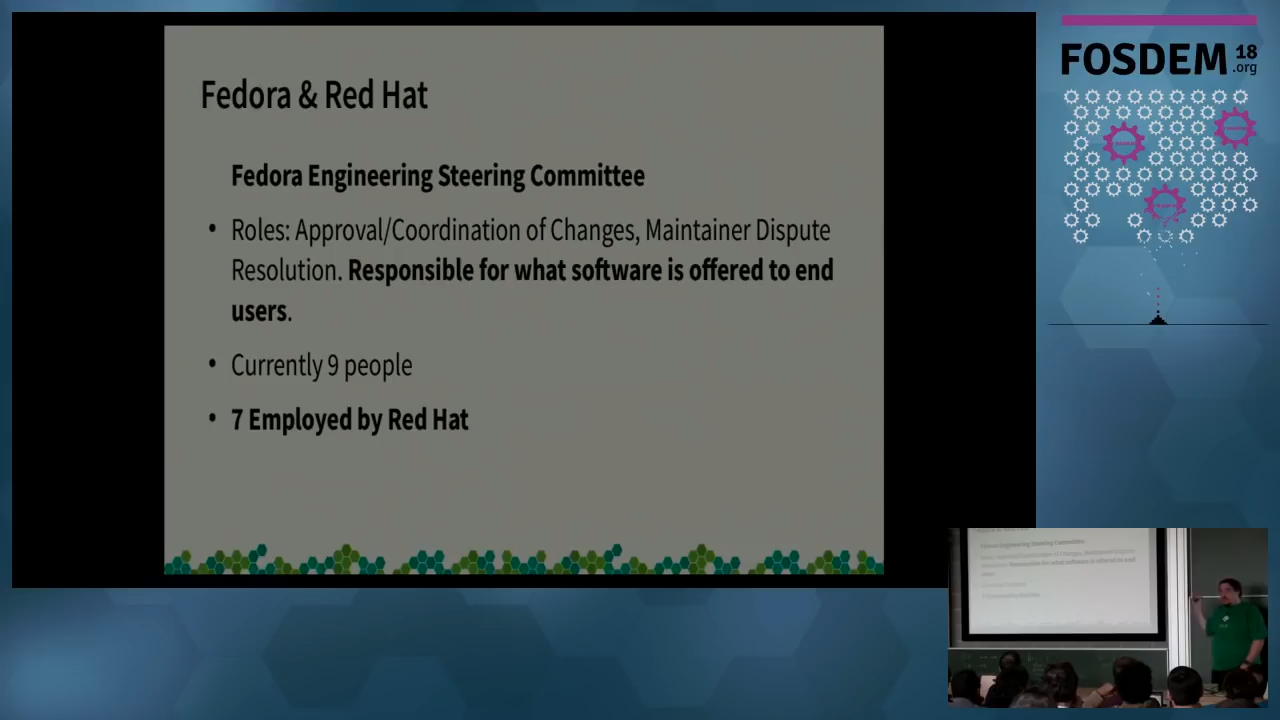 Fedora & Red Hat
Fedora Engineering Steering Committee
• Roles: Approval/Coordination of Changes, Maintainer Dispute
Resolution. Responsible for what software is offered to end
users.
• Currently 9 people
• 7 Employed by Red Hat
FOSDEM 18
.org